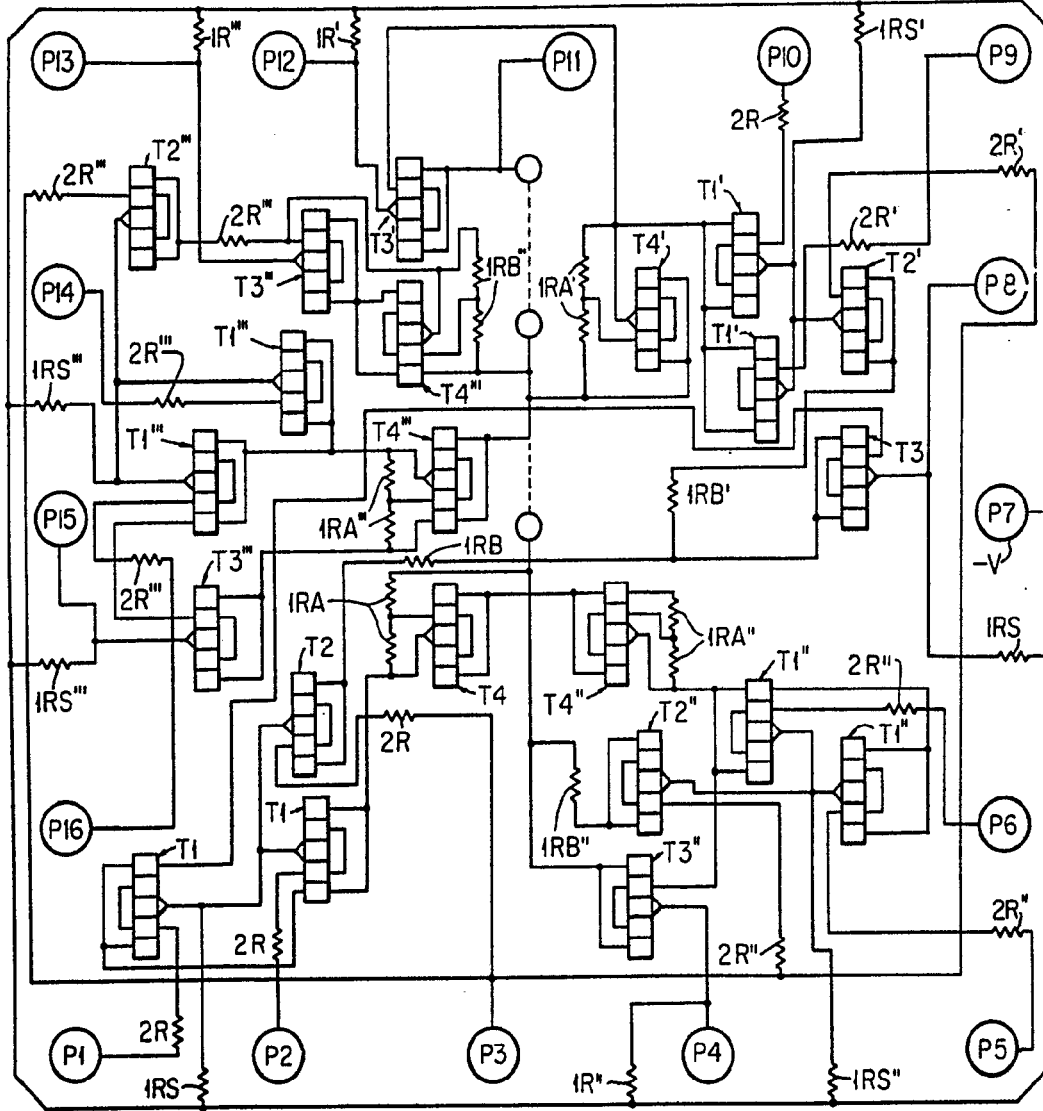 1R''' 1R' 1RS'
P13 P12 P11 P10 P9
2R
T2''' 2R'
2R''' T1' 2R'
2R''' T3' T4' T2'
T3''' 1RB''' 1RA' P8
P14
T1''' T1'
2R''' T4'''
1RS'''
T1''' T4''' T3
P15 1RB' P7
1RA''' 1RB -V
2R''' T3'''
1RA 1RA'' 1RS
T2 T1'' 2R''
1RS''' T4 T4''
2R T2'' T1''
T1
P16 1RB'' P6
T1 T3''
2R 2R'' 2R''
2R
P1 P2 P3 P4 P5
1RS 1R'' 1RS''